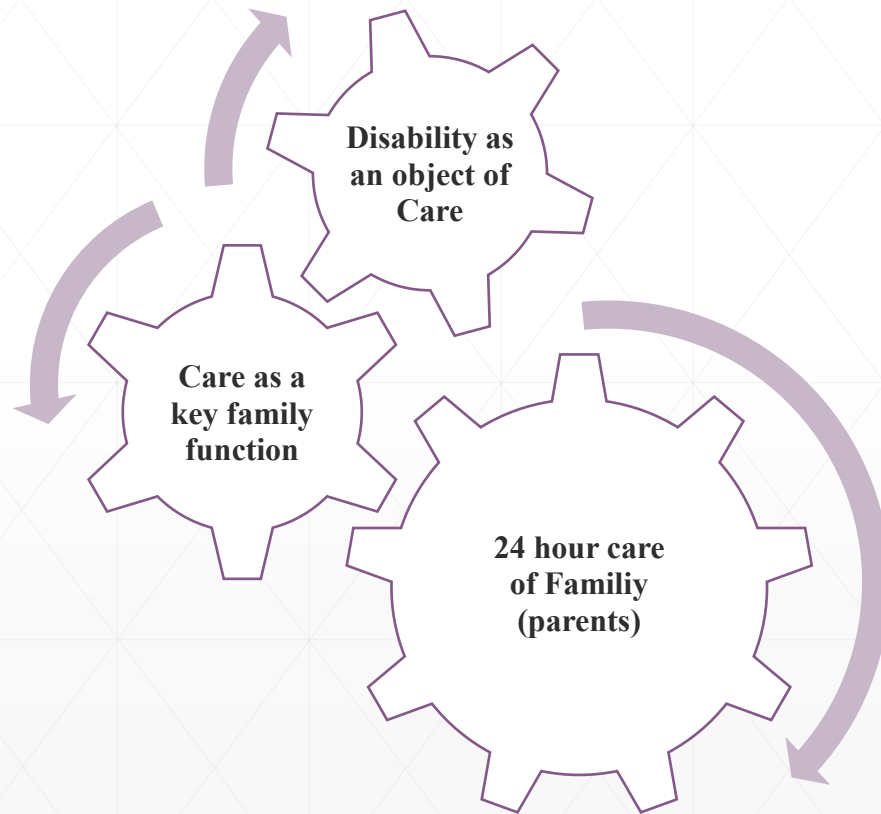 Disability as
an object of
Care
Care as a
key family
function
24 hour care
of Familiy
(parents)